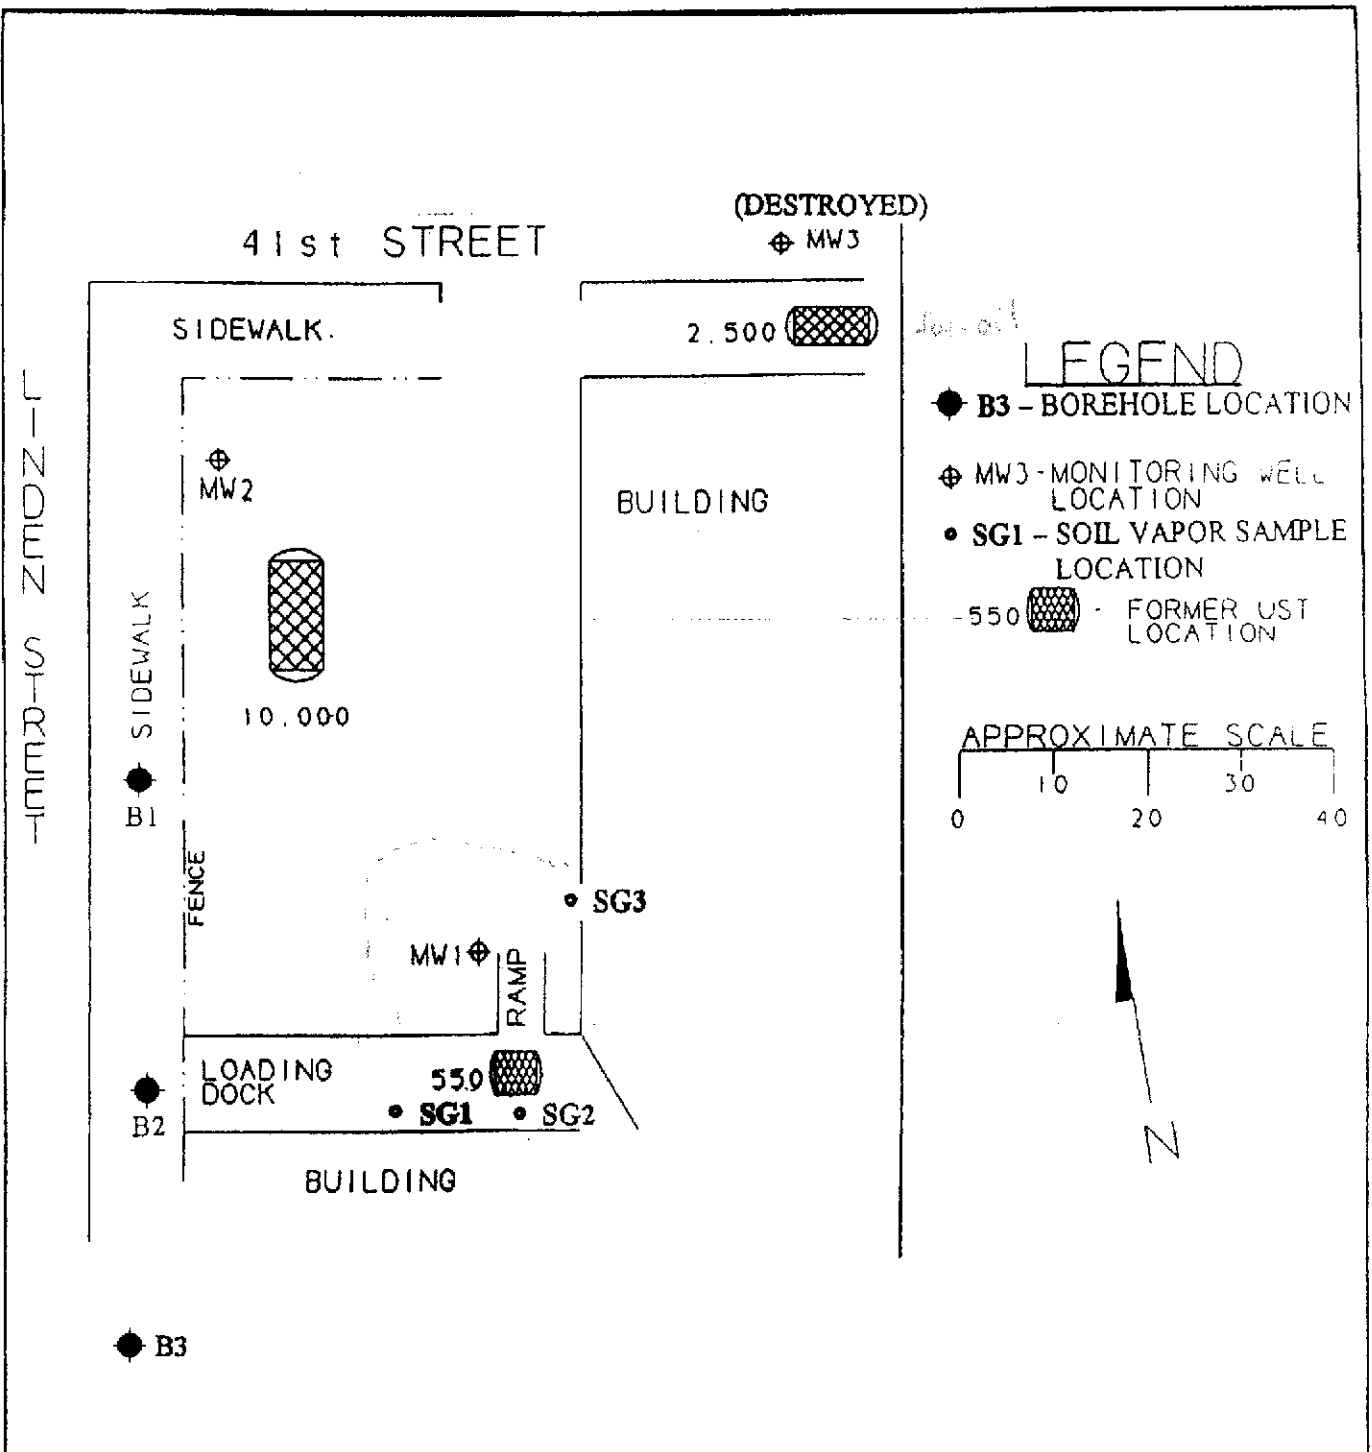 (DESTROYED)
MW3
41st STREET
SIDEWALK.
2.500
LINDEN STREET
MW2
BUILDING
SIDEWALK
10.000
B1
FENCE
SG3
MW1
RAMP
LOADING
DOCK
550
SG1
SG2
B2
BUILDING
B3
LEGEND
B3 – BOREHOLE LOCATION
MW3-MONITORING WELL
LOCATION
SG1 – SOIL VAPOR SAMPLE
LOCATION
550 - FORMER UST
LOCATION
APPROXIMATE SCALE
10 30
0 20 40
N